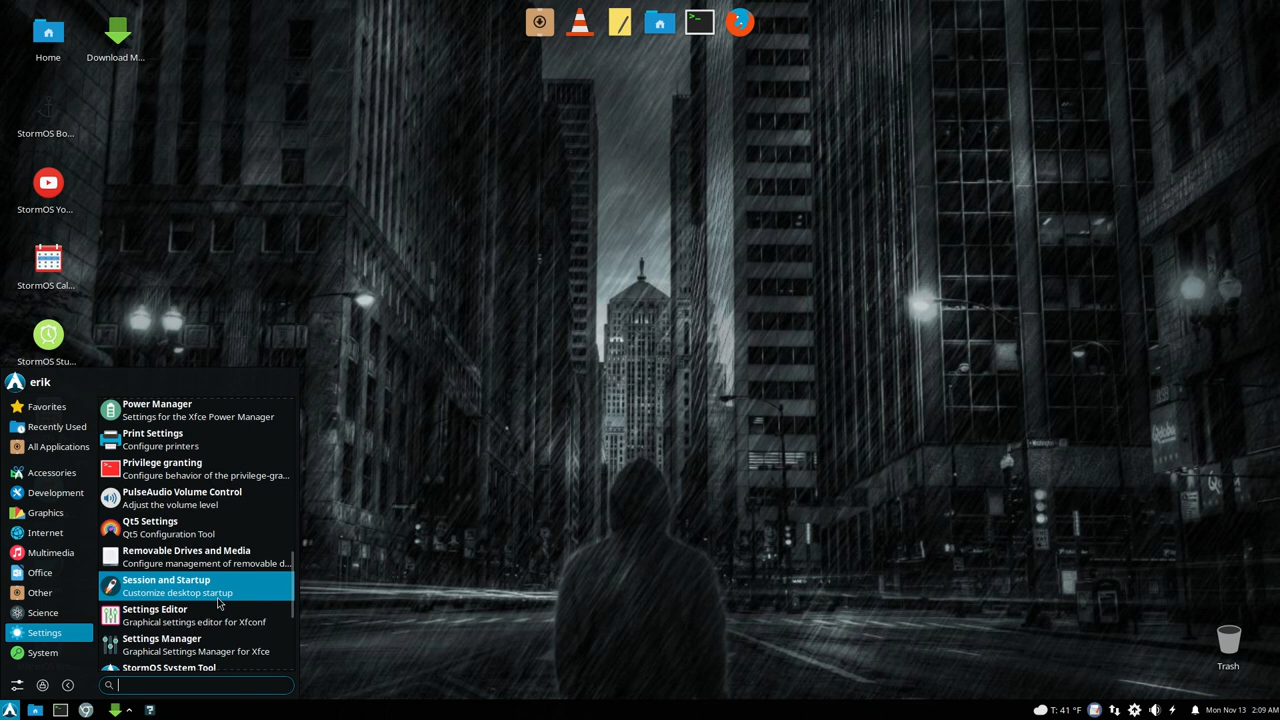 Home
Download M...
StormOS Bo...
StormOS Yo...
StormOS Cal...
StormOS Stu...
erik
Favorites
Recently Used
All Applications
Accessories
Development
Graphics
Internet
Multimedia
Office
Other
Science
Settings
System
Power Manager
Settings for the Xfce Power Manager
Print Settings
Configure printers
Privilege granting
Configure behavior of the privilege-gra...
PulseAudio Volume Control
Adjust the volume level
Qt5 Settings
Qt5 Configuration Tool
Removable Drives and Media
Configure management of removable d...
Session and Startup
Customize desktop startup
Settings Editor
Graphical settings editor for Xfconf
Settings Manager
Graphical Settings Manager for Xfce
StormOS System Tool
Trash
T: 41 °F
Mon Nov 13
2:09 AM